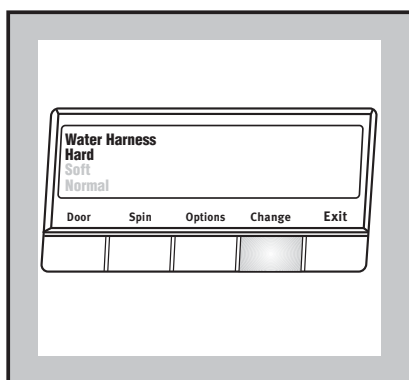 Water Harness
Hard
Soft
Normal
Door Spin Options Change Exit